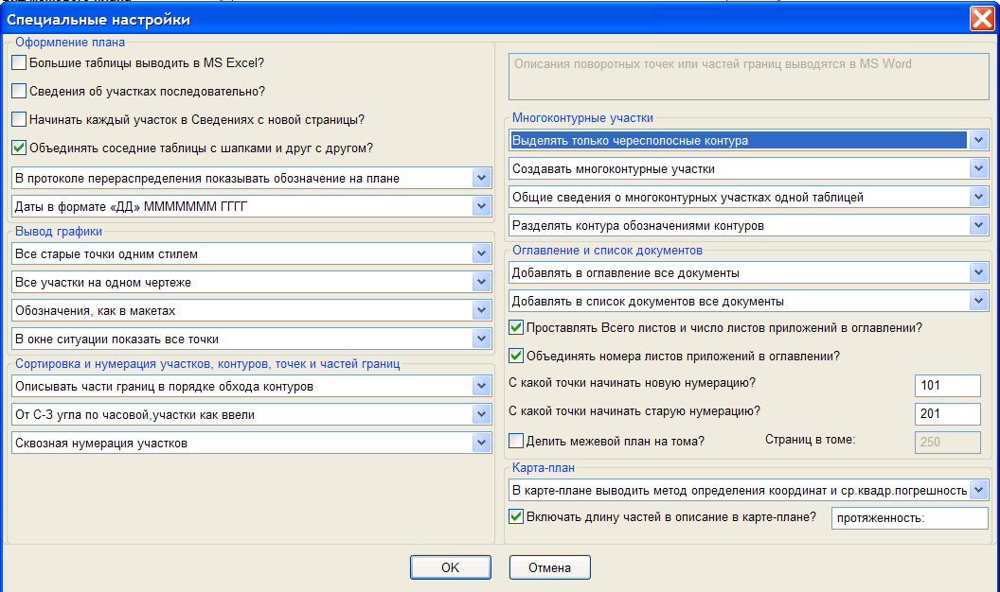 Специальные настройки
Оформление плана
Большие таблицы выводить в MS Excel?
Сведения об участках последовательно?
Начинать каждый участок в Сведениях с новой страницы?
Объединять соседние таблицы с шапками и друг с другом?
В протоколе перераспределения показывать обозначение на плане
Даты в формате «ДД» МММММММ ГГГГ
Вывод графики
Все старые точки одним стилем
Все участки на одном чертеже
Обозначения, как в макетах
В окне ситуации показать все точки
Сортировка и нумерация участков, контуров, точек и частей границ
Описывать части границ в порядке обхода контуров
От С-З угла по часовой,участки как ввели
Сквозная нумерация участков
Описания поворотных точек или частей границ выводятся в MS Word
Многоконтурные участки
Выделять только чересполосные контура
Создавать многоконтурные участки
Общие сведения о многоконтурных участках одной таблицей
Разделять контура обозначениями контуров
Оглавление и список документов
Добавлять в оглавление все документы
Добавлять в список документов все документы
Проставлять Всего листов и число листов приложений в оглавлении?
Объединять номера листов приложений в оглавлении?
С какой точки начинать новую нумерацию? 101
С какой точки начинать старую нумерацию? 201
Делить межевой план на тома? Страниц в томе: 250
Карта-план
В карте-плане выводить метод определения координат и ср.квадр.погрешность
Включать длину частей в описание в карте-плане? протяженность:
OK Отмена